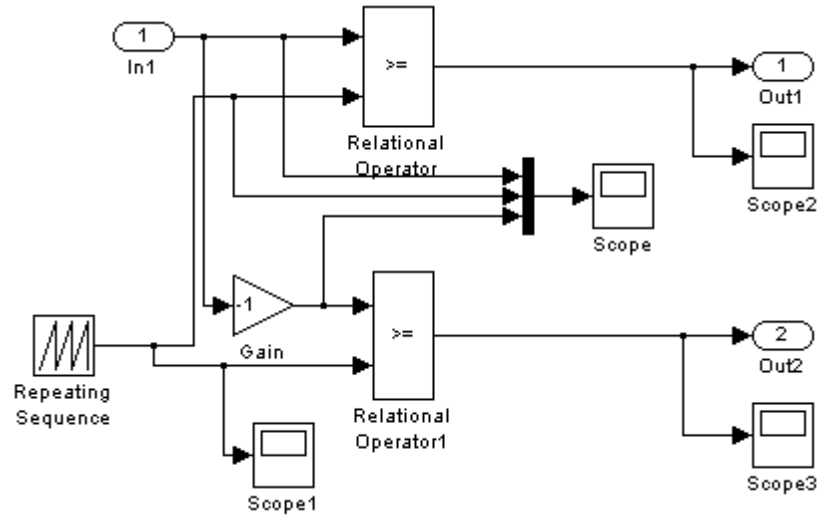 1
In1
>=
Relational
Operator
1
Out1
Scope2
Scope
-1
Gain
>=
Relational
Operator1
2
Out2
Repeating
Sequence
Scope1
Scope3